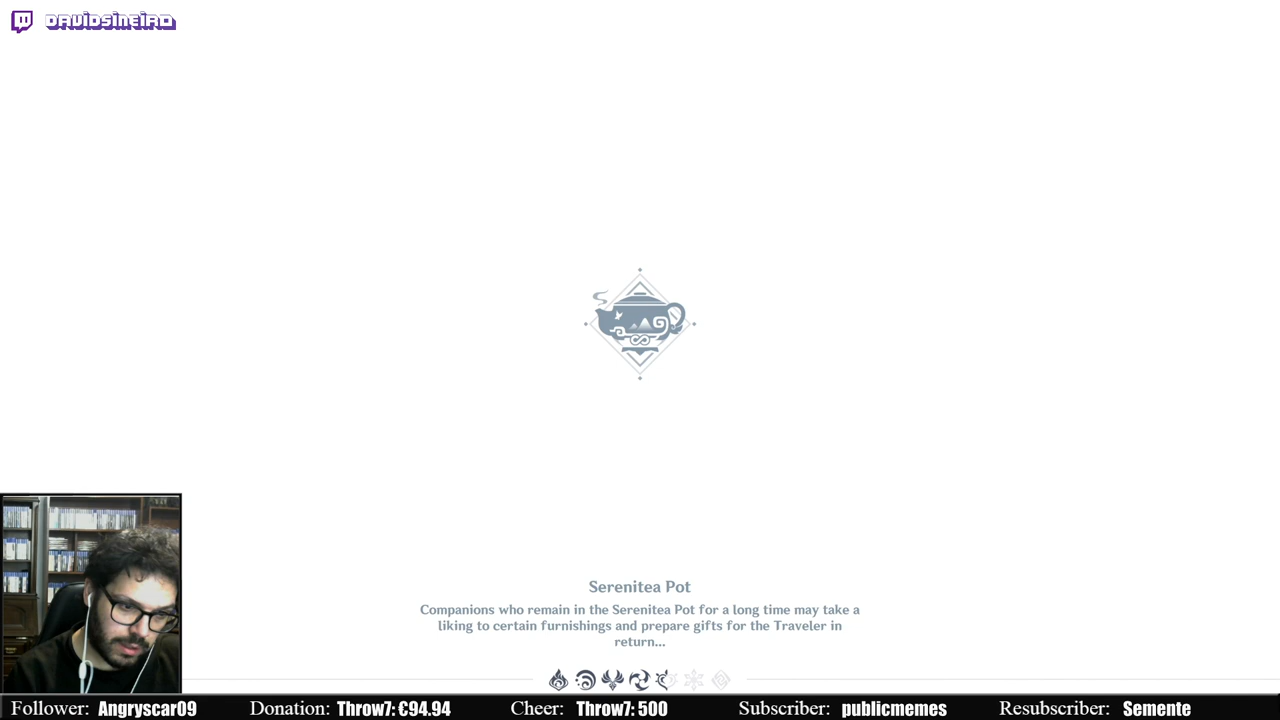 DAVIDSINEIRO
Serenitea Pot
Companions who remain in the Serenitea Pot for a long time may take a
liking to certain furnishings and prepare gifts for the Traveler in
return...
Follower: Angryscar09 Donation: Throw7: €94.94 Cheer: Throw7: 500 Subscriber: publicmemes Resubscriber: Semente